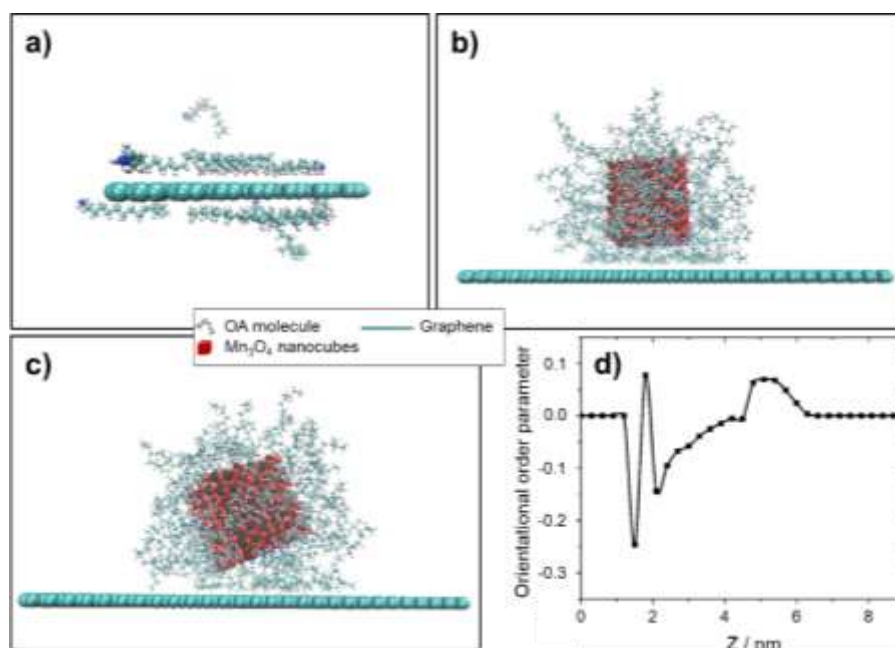 a)
b)
OA molecule
Graphene
Mn₃O₄ nanocubes
c)
d)
Orientational order parameter
0.1
0.0
-0.1
-0.2
-0.3
0
2
4
6
8
Z / nm